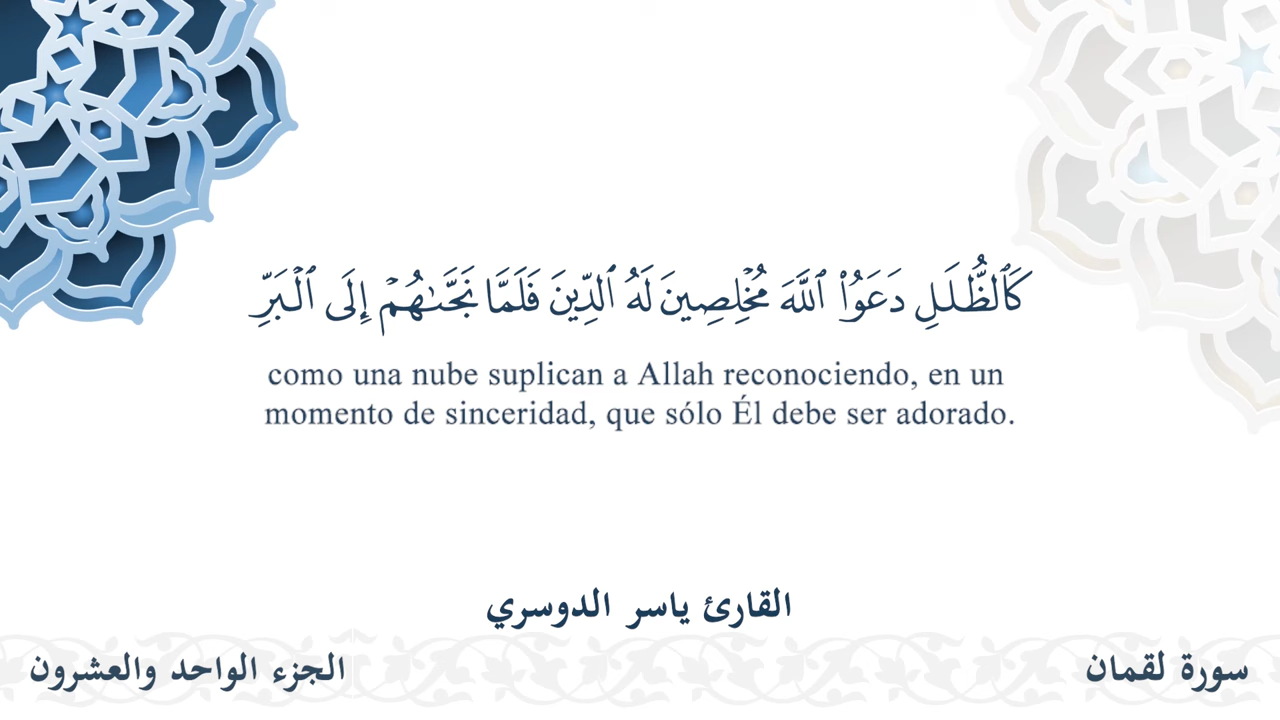 كَٱلظُّلَلِ دَعَوُا۟ ٱللَّهَ مُخْلِصِينَ لَهُ ٱلدِّينَ فَلَمَّا نَجَّىٰهُمْ إِلَى ٱلْبَرِّ
como una nube suplican a Allah reconociendo, en un
momento de sinceridad, que sólo Él debe ser adorado.
القارئ ياسر الدوسري
سورة لقمان
الجزء الواحد والعشرون